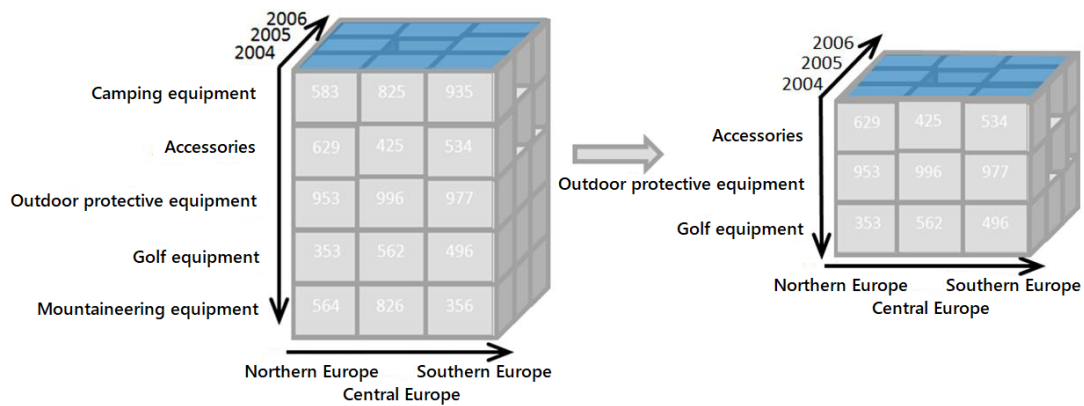 2006
2005
2004
Camping equipment
583 825 935
Accessories
629 425 534
Outdoor protective equipment
953 996 977
Golf equipment
353 562 496
Mountaineering equipment
564 826 356
Northern Europe Southern Europe
Central Europe
2006
2005
2004
Accessories
629 425 534
Outdoor protective equipment
953 996 977
Golf equipment
353 562 496
Northern Europe Southern Europe
Central Europe